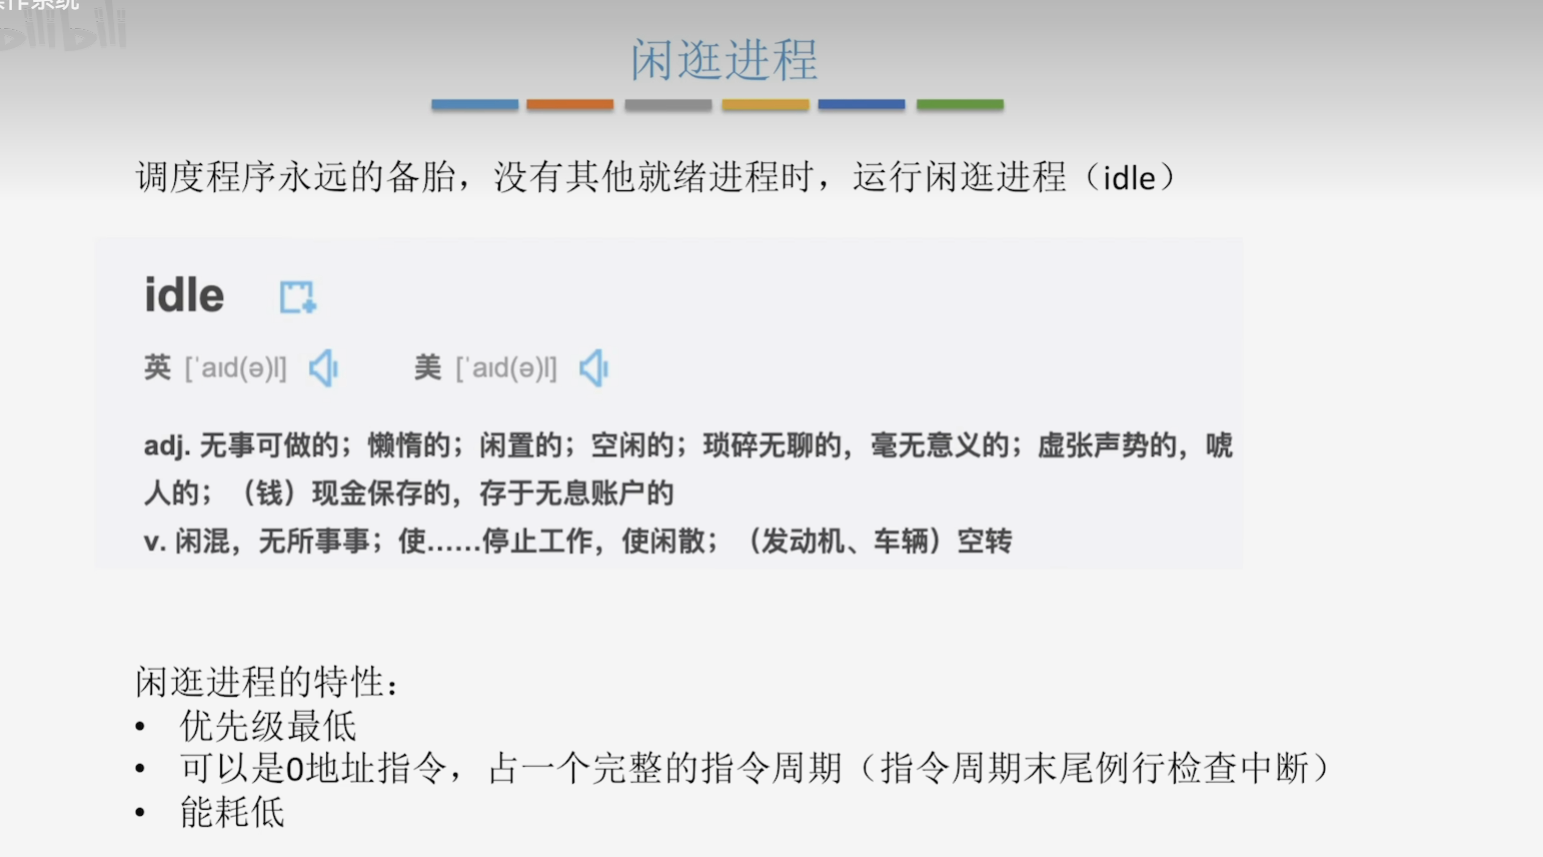 操作系统
bilibili
闲逛进程
调度程序永远的备胎，没有其他就绪进程时，运行闲逛进程（idle）
idle
英 [ˈaɪd(ə)l] 美 [ˈaɪd(ə)l]
adj. 无事可做的；懒惰的；闲置的；空闲的；琐碎无聊的，毫无意义的；虚张声势的，唬
人的；（钱）现金保存的，存于无息账户的
v. 闲混，无所事事；使……停止工作，使闲散；（发动机、车辆）空转
闲逛进程的特性：
• 优先级最低
• 可以是0地址指令，占一个完整的指令周期（指令周期末尾例行检查中断）
• 能耗低